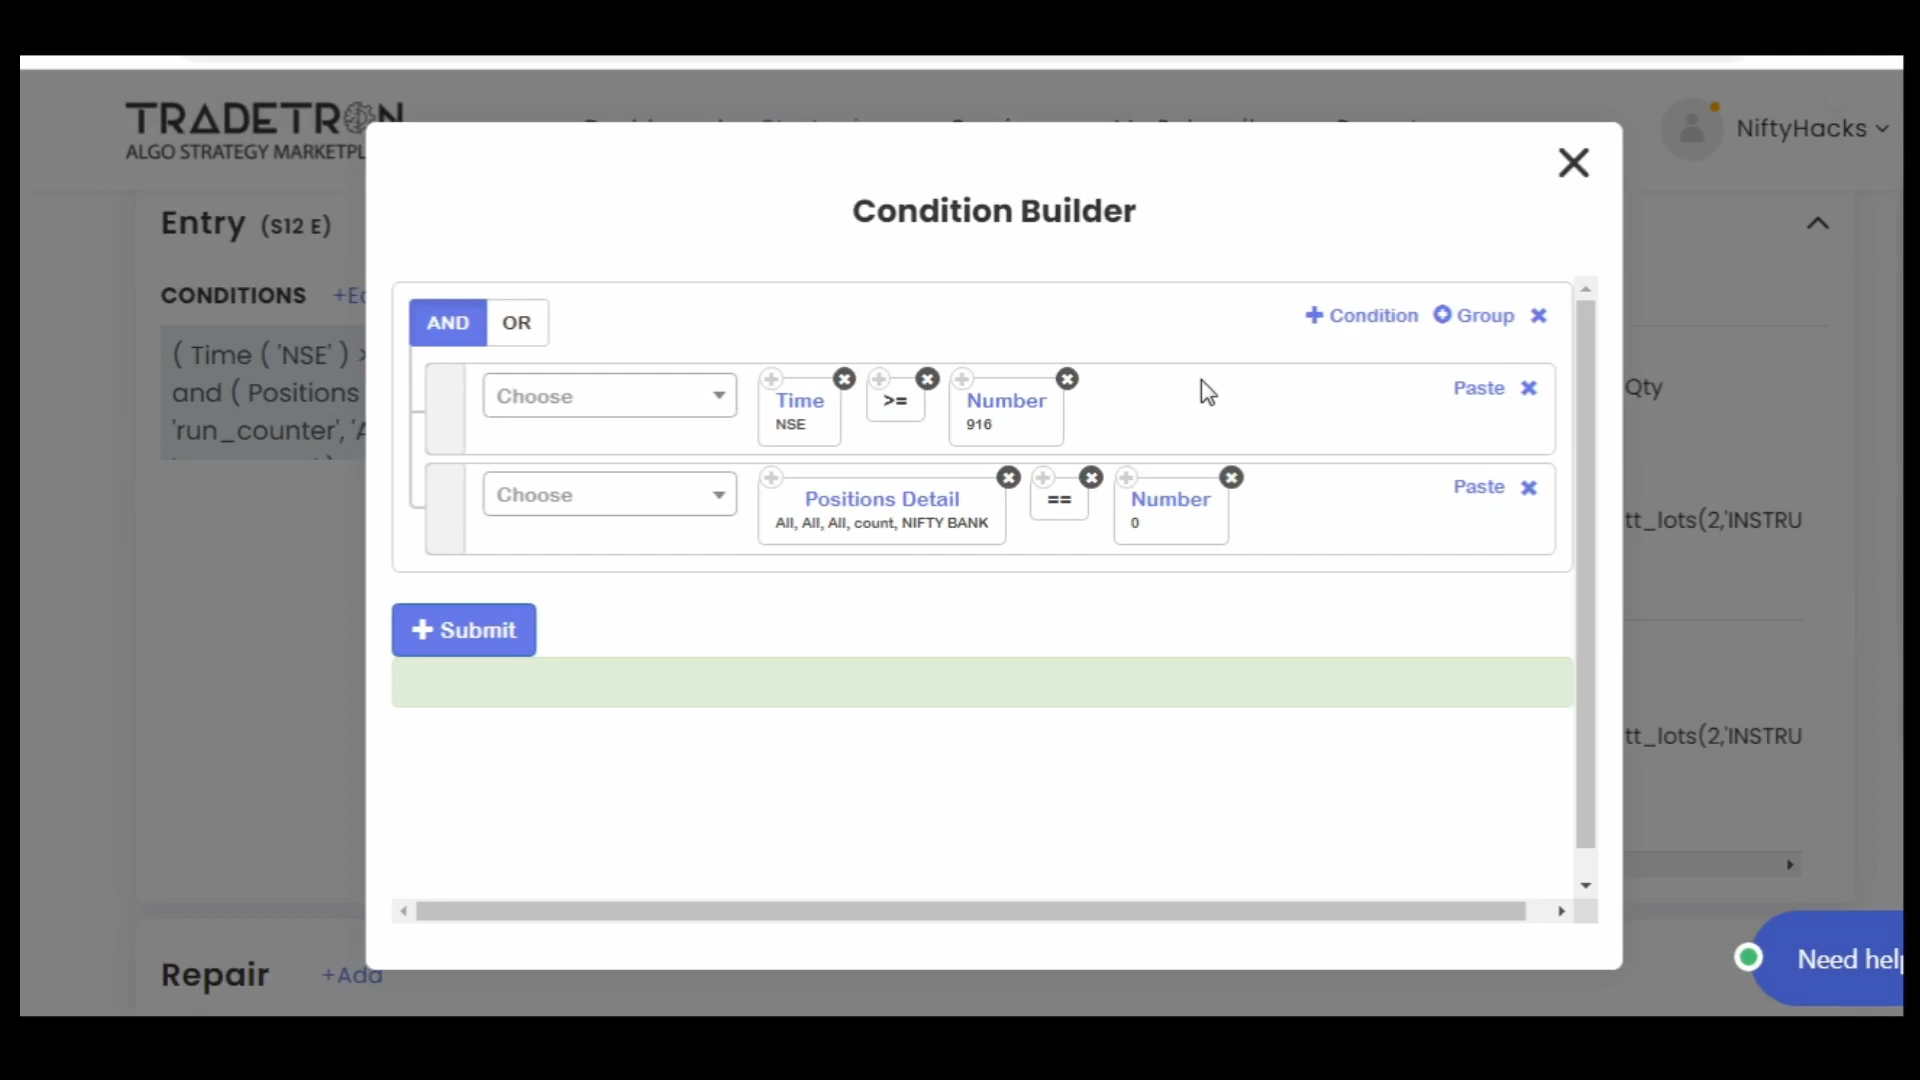 TRADETRON
ALGO STRATEGY MARKETPL
NiftyHacks
Condition Builder
Entry (S12 E)
CONDITIONS
AND OR
+ Condition Group
( Time ( 'NSE' )
and ( Positions
'run_counter',
Choose
Time
NSE
>=
Number
916
Paste
Qty
Choose
Positions Detail
All, All, All, count, NIFTY BANK
==
Number
0
Paste
tt_lots(2,'INSTRU
+ Submit
tt_lots(2,'INSTRU
Repair +Add
Need help